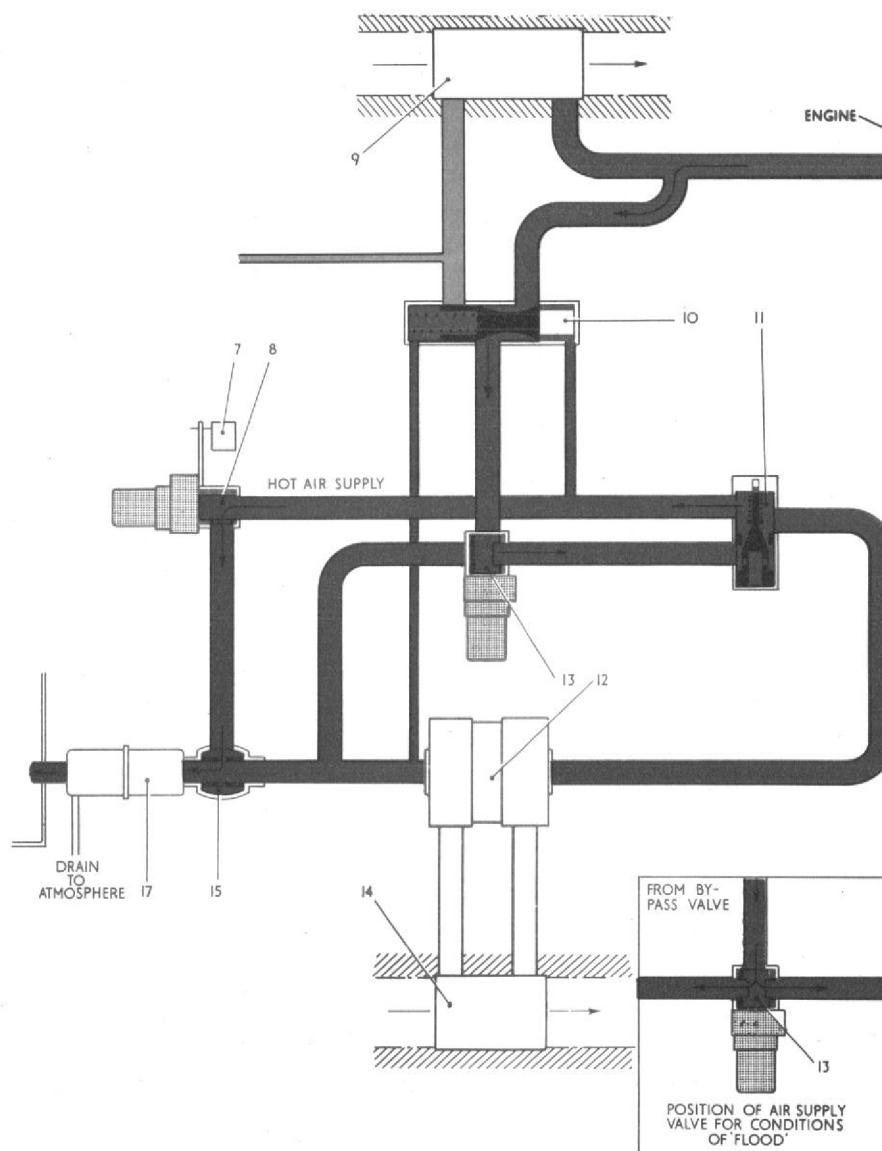 ENGINE
9
10
11
7
8
HOT AIR SUPPLY
13
12
DRAIN
TO
ATMOSPHERE
17
15
14
FROM BY-
PASS VALVE
13
POSITION OF AIR SUPPLY
VALVE FOR CONDITIONS
OF 'FLOOD'